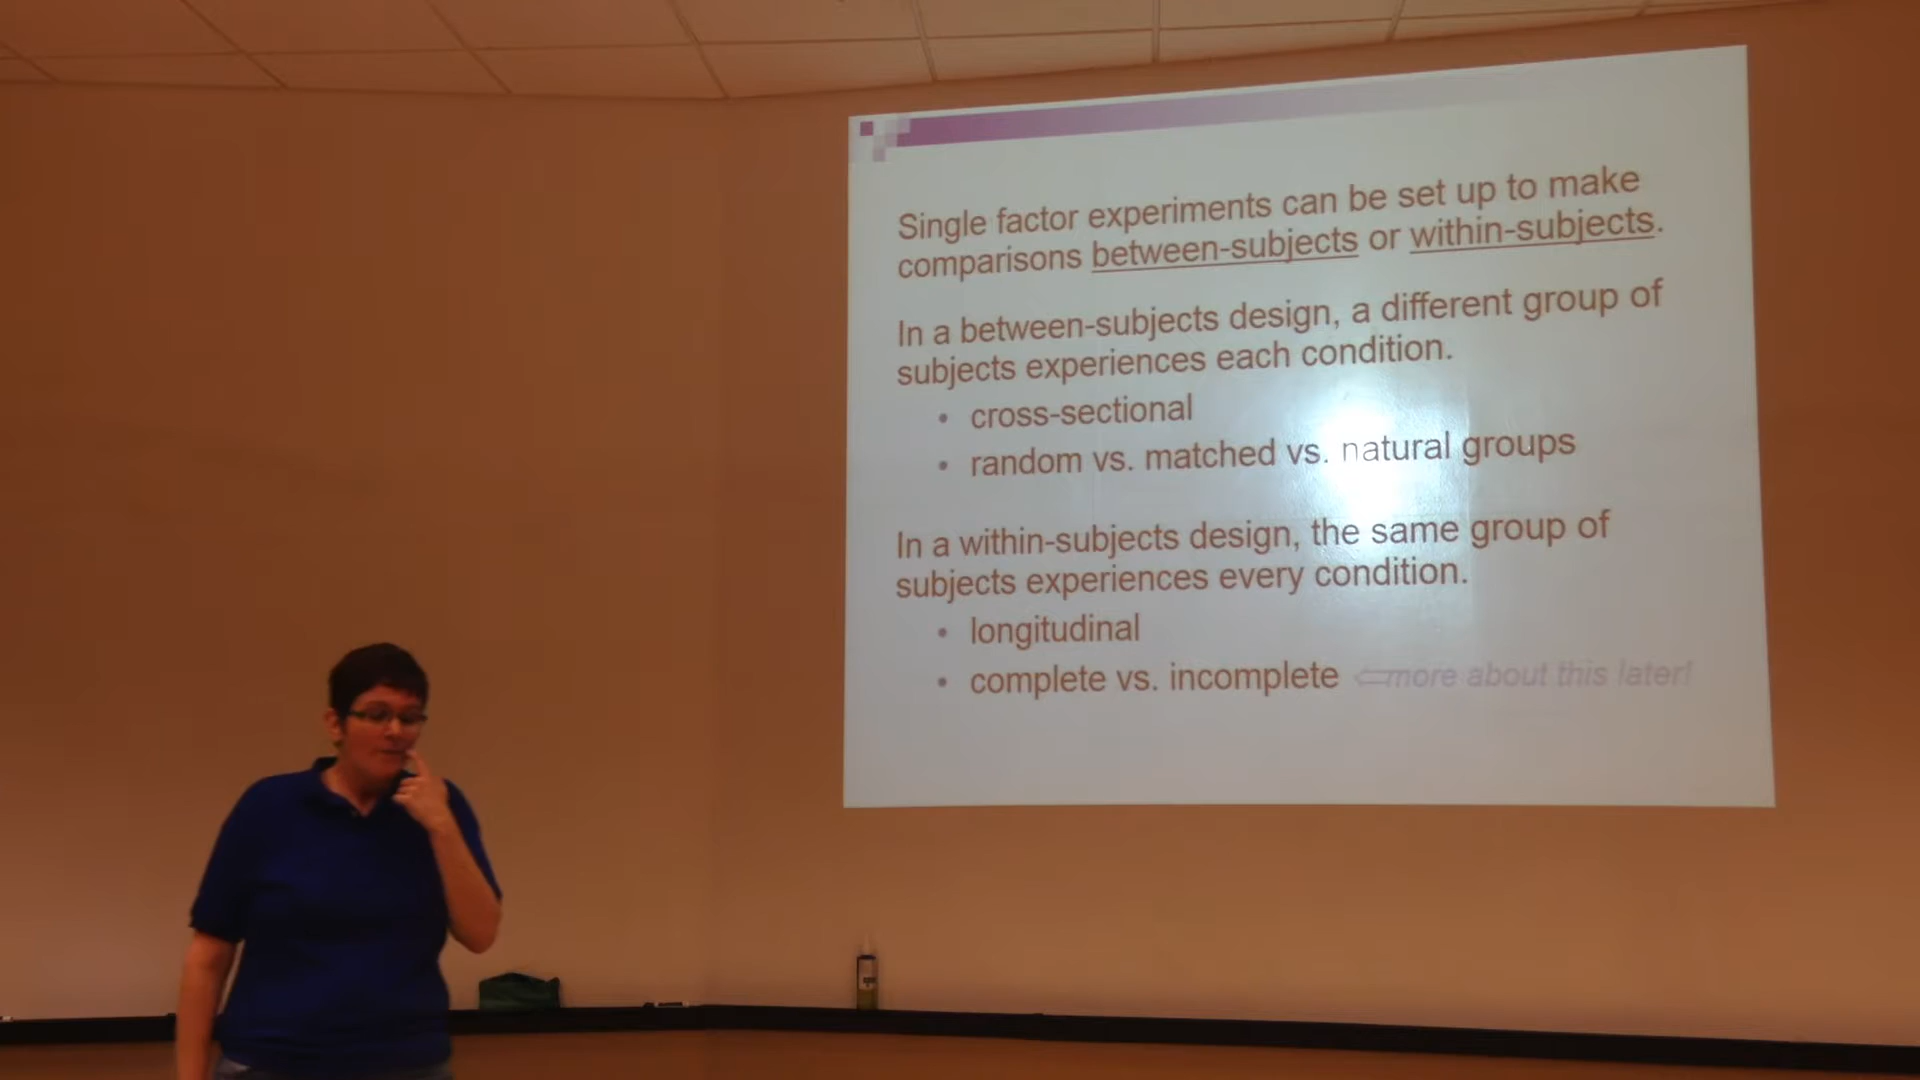 Single factor experiments can be set up to make
comparisons between-subjects or within-subjects.
In a between-subjects design, a different group of
subjects experiences each condition.
• cross-sectional
• random vs. matched vs. natural groups
In a within-subjects design, the same group of
subjects experiences every condition.
• longitudinal
• complete vs. incomplete ⇐more about this later!